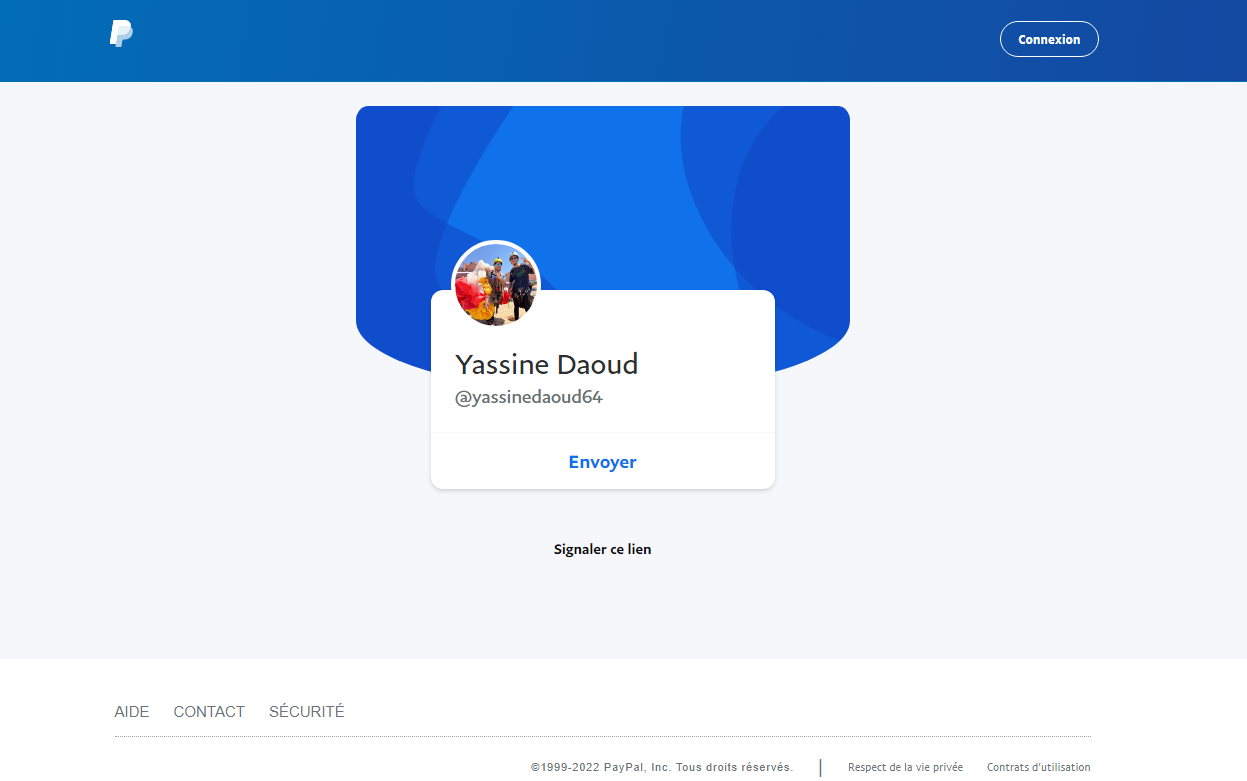 Connexion
Yassine Daoud
@yassinedaoud64
Envoyer
Signaler ce lien
AIDE CONTACT SÉCURITÉ
©1999-2022 PayPal, Inc. Tous droits réservés. | Respect de la vie privée Contrats d'utilisation